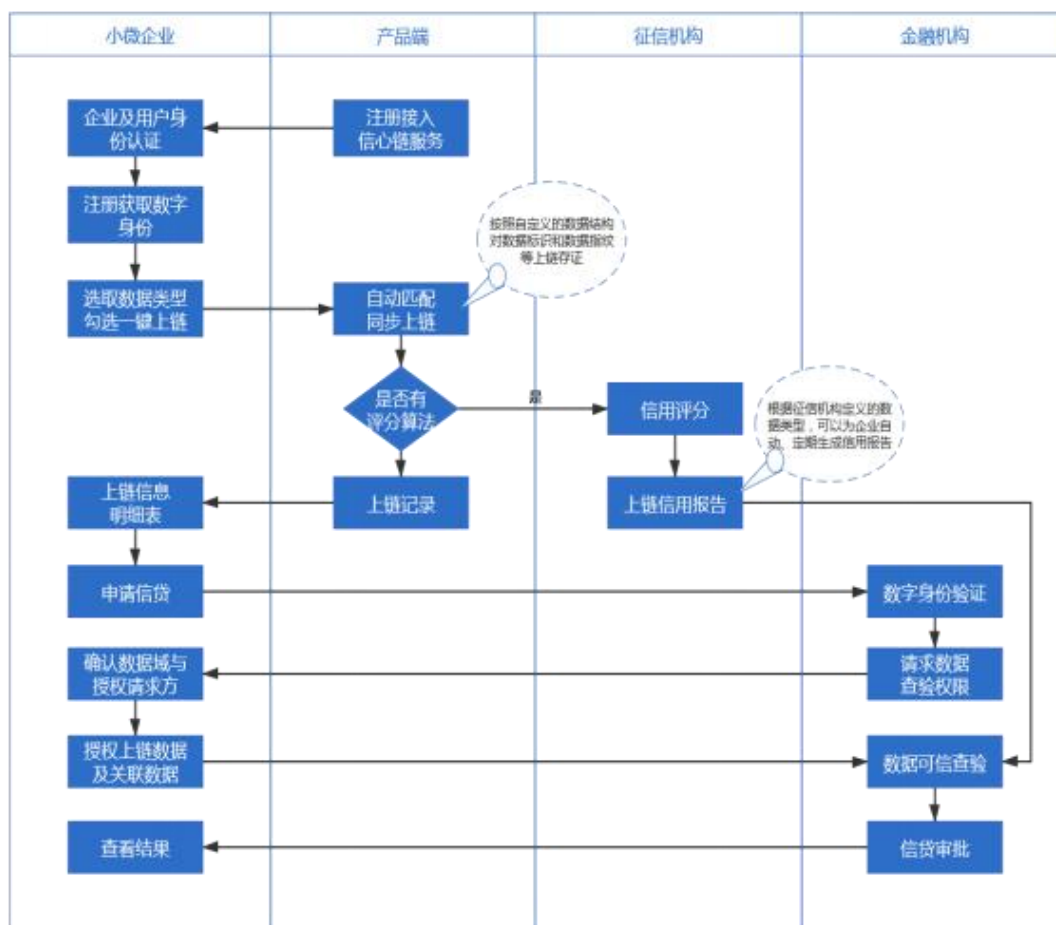 小微企业
产品端
征信机构
金融机构
企业及用户身
份认证
注册接入
信心链服务
注册获取数字
身份
按照自定义的数据结构
对数据标识和数据指纹
等上链存证
选取数据类型
勾选一键上链
自动匹配
同步上链
是否有
评分算法
是
信用评分
根据征信机构定义的数
据类型，可以为企业自
动、定期生成信用报告
上链信息
明细表
上链记录
上链信用报告
申请信贷
数字身份验证
确认数据域与
授权请求方
请求数据
查验权限
授权上链数据
及关联数据
数据可信查验
查看结果
信贷审批